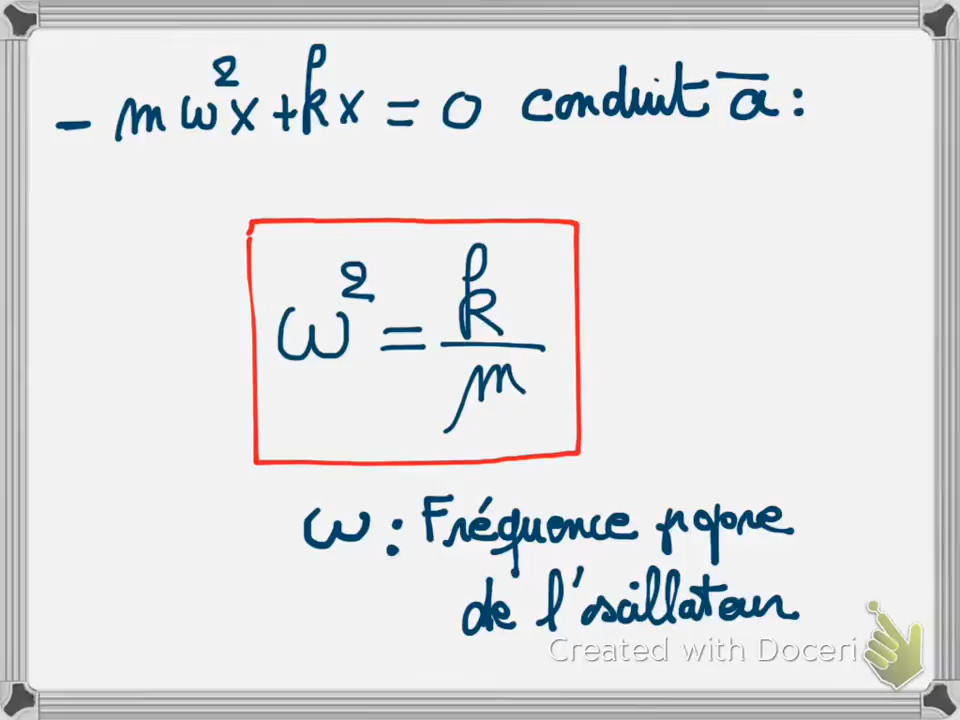 - mω²x + kx = 0 conduit à :
ω² = k/m
ω : Fréquence propre
de l'oscillateur
Created with Doceri